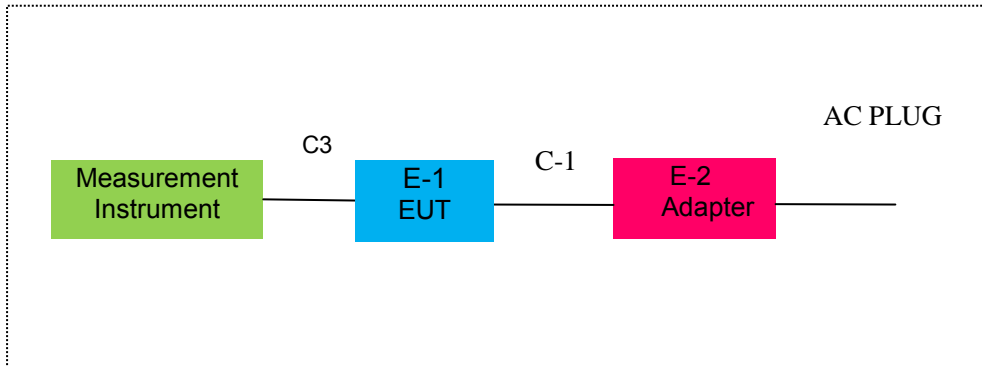 AC PLUG
C3
C-1
Measurement
Instrument
E-1
EUT
E-2
Adapter